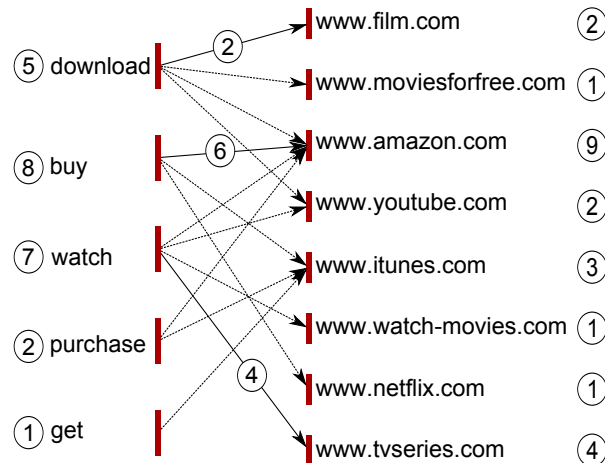 2 www.film.com 2
5 download
www.moviesforfree.com 1
6 www.amazon.com 9
8 buy
www.youtube.com 2
7 watch
www.itunes.com 3
www.watch-movies.com 1
2 purchase
4 www.netflix.com 1
1 get
www.tvseries.com 4